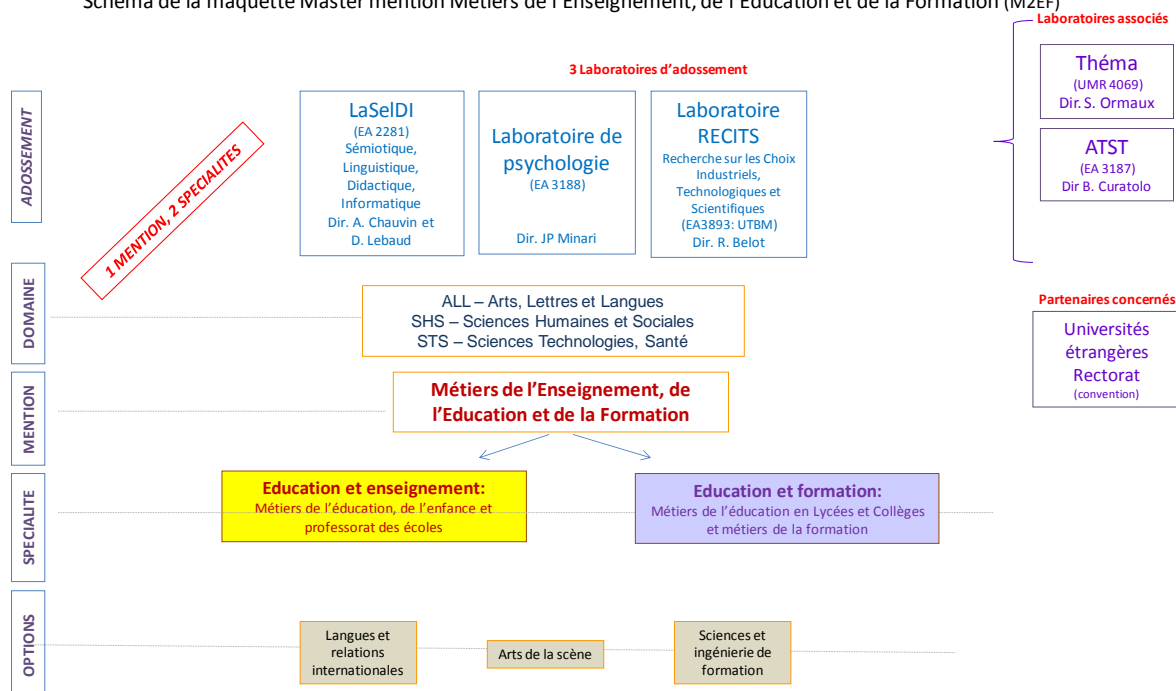 Schéma de la maquette Master mention Métiers de l'Enseignement, de l'Education et de la Formation (M2EF)
Laboratoires associés
3 Laboratoires d'adossement
ADOSSEMENT
1 MENTION, 2 SPECIALITES
LaSelDI
(EA 2281)
Sémiotique,
Linguistique,
Didactique,
Informatique
Dir. A. Chauvin et
D. Lebaud
Laboratoire de
psychologie
(EA 3188)
Dir. JP Minari
Laboratoire
RECITS
Recherche sur les Choix
Industriels,
Technologiques et
Scientifiques
(EA3893: UTBM)
Dir. R. Belot
Théma
(UMR 4069)
Dir. S. Ormaux
ATST
(EA 3187)
Dir B. Curatolo
DOMAINE
ALL – Arts, Lettres et Langues
SHS – Sciences Humaines et Sociales
STS – Sciences Technologies, Santé
Partenaires concernés
Universités
étrangères
Rectorat
(convention)
MENTION
Métiers de l'Enseignement, de
l'Education et de la Formation
SPECIALITE
Education et enseignement:
Métiers de l'éducation, de l'enfance et
professorat des écoles
Education et formation:
Métiers de l'éducation en Lycées et Collèges
et métiers de la formation
OPTIONS
Langues et
relations
internationales
Arts de la scène
Sciences et
ingénierie de
formation